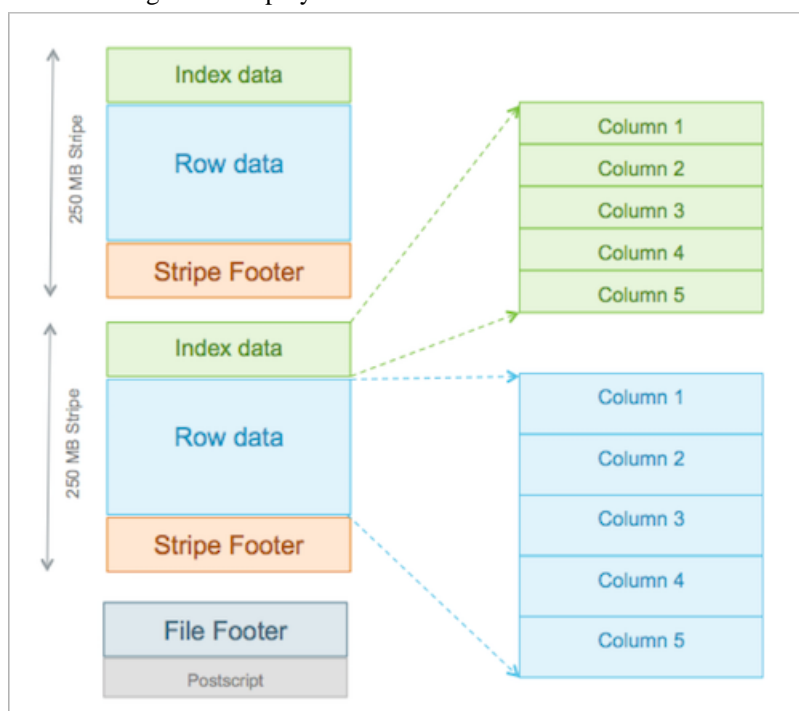 250 MB Stripe
Index data
Row data
Stripe Footer
250 MB Stripe
Index data
Row data
Stripe Footer
File Footer
Postscript
Column 1
Column 2
Column 3
Column 4
Column 5
Column 1
Column 2
Column 3
Column 4
Column 5